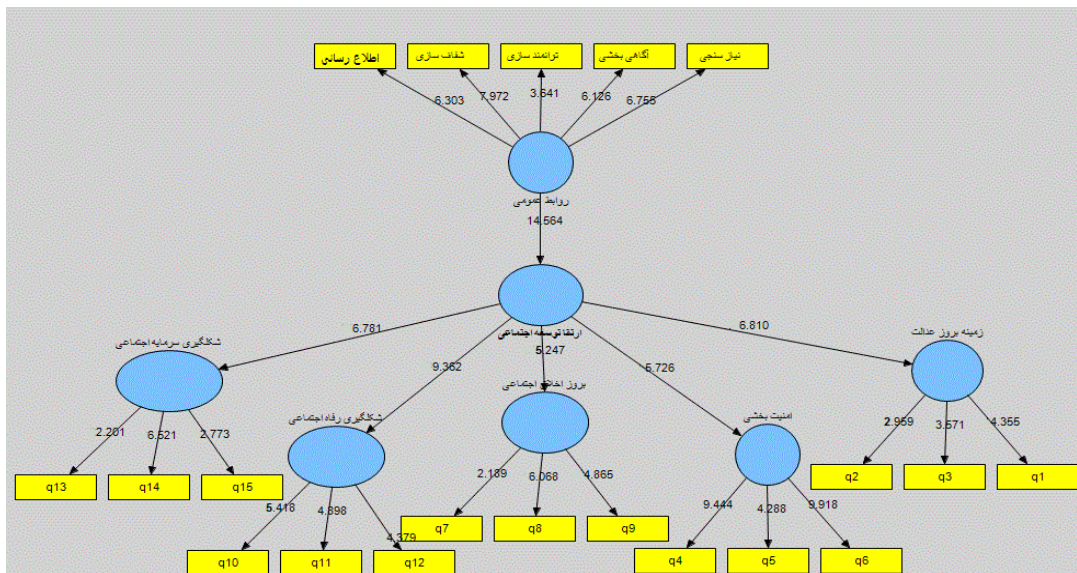 اطلاع رسانی
شفاف سازی
توانمند سازی
آگاهی بخشی
نیاز سنجی
6.303
7.972
3.641
6.126
6.755
روابط عمومی
14.564
ارتقا توسعه اجتماعی
6.781
9.362
5.247
5.726
6.810
شکلگیری سرمایه اجتماعی
شکلگیری رفاه اجتماعی
بروز اخلاق اجتماعی
امنیت بخشی
زمینه بروز عدالت
2.201
6.521
2.773
q13
q14
q15
5.418
4.898
4.379
q10
q11
q12
2.189
6.068
4.865
q7
q8
q9
9.444
4.288
9.918
q4
q5
q6
2.959
3.571
4.355
q2
q3
q1